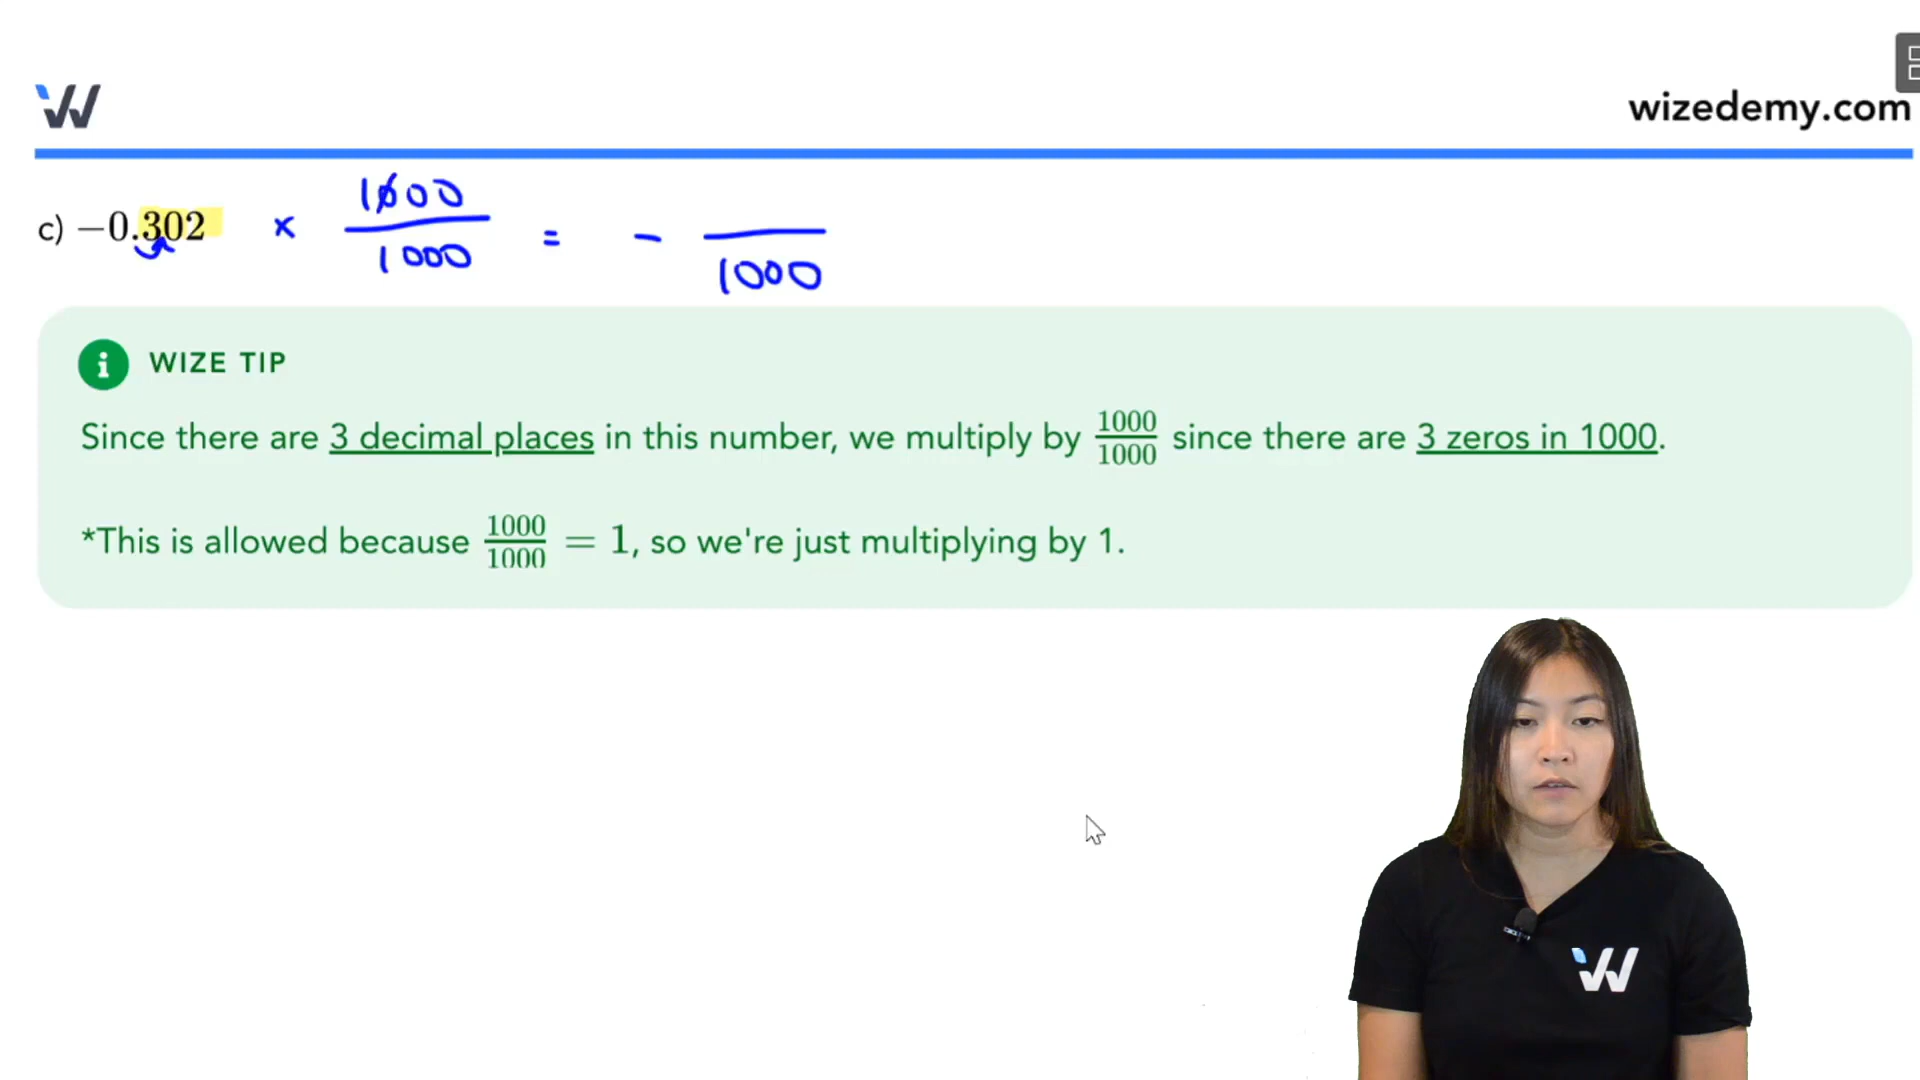 W
wizedemy.com
c) −0.302 × 1000/1000 = − /1000
i WIZE TIP
Since there are 3 decimal places in this number, we multiply by 1000/1000 since there are 3 zeros in 1000.
*This is allowed because 1000/1000 = 1, so we're just multiplying by 1.
W